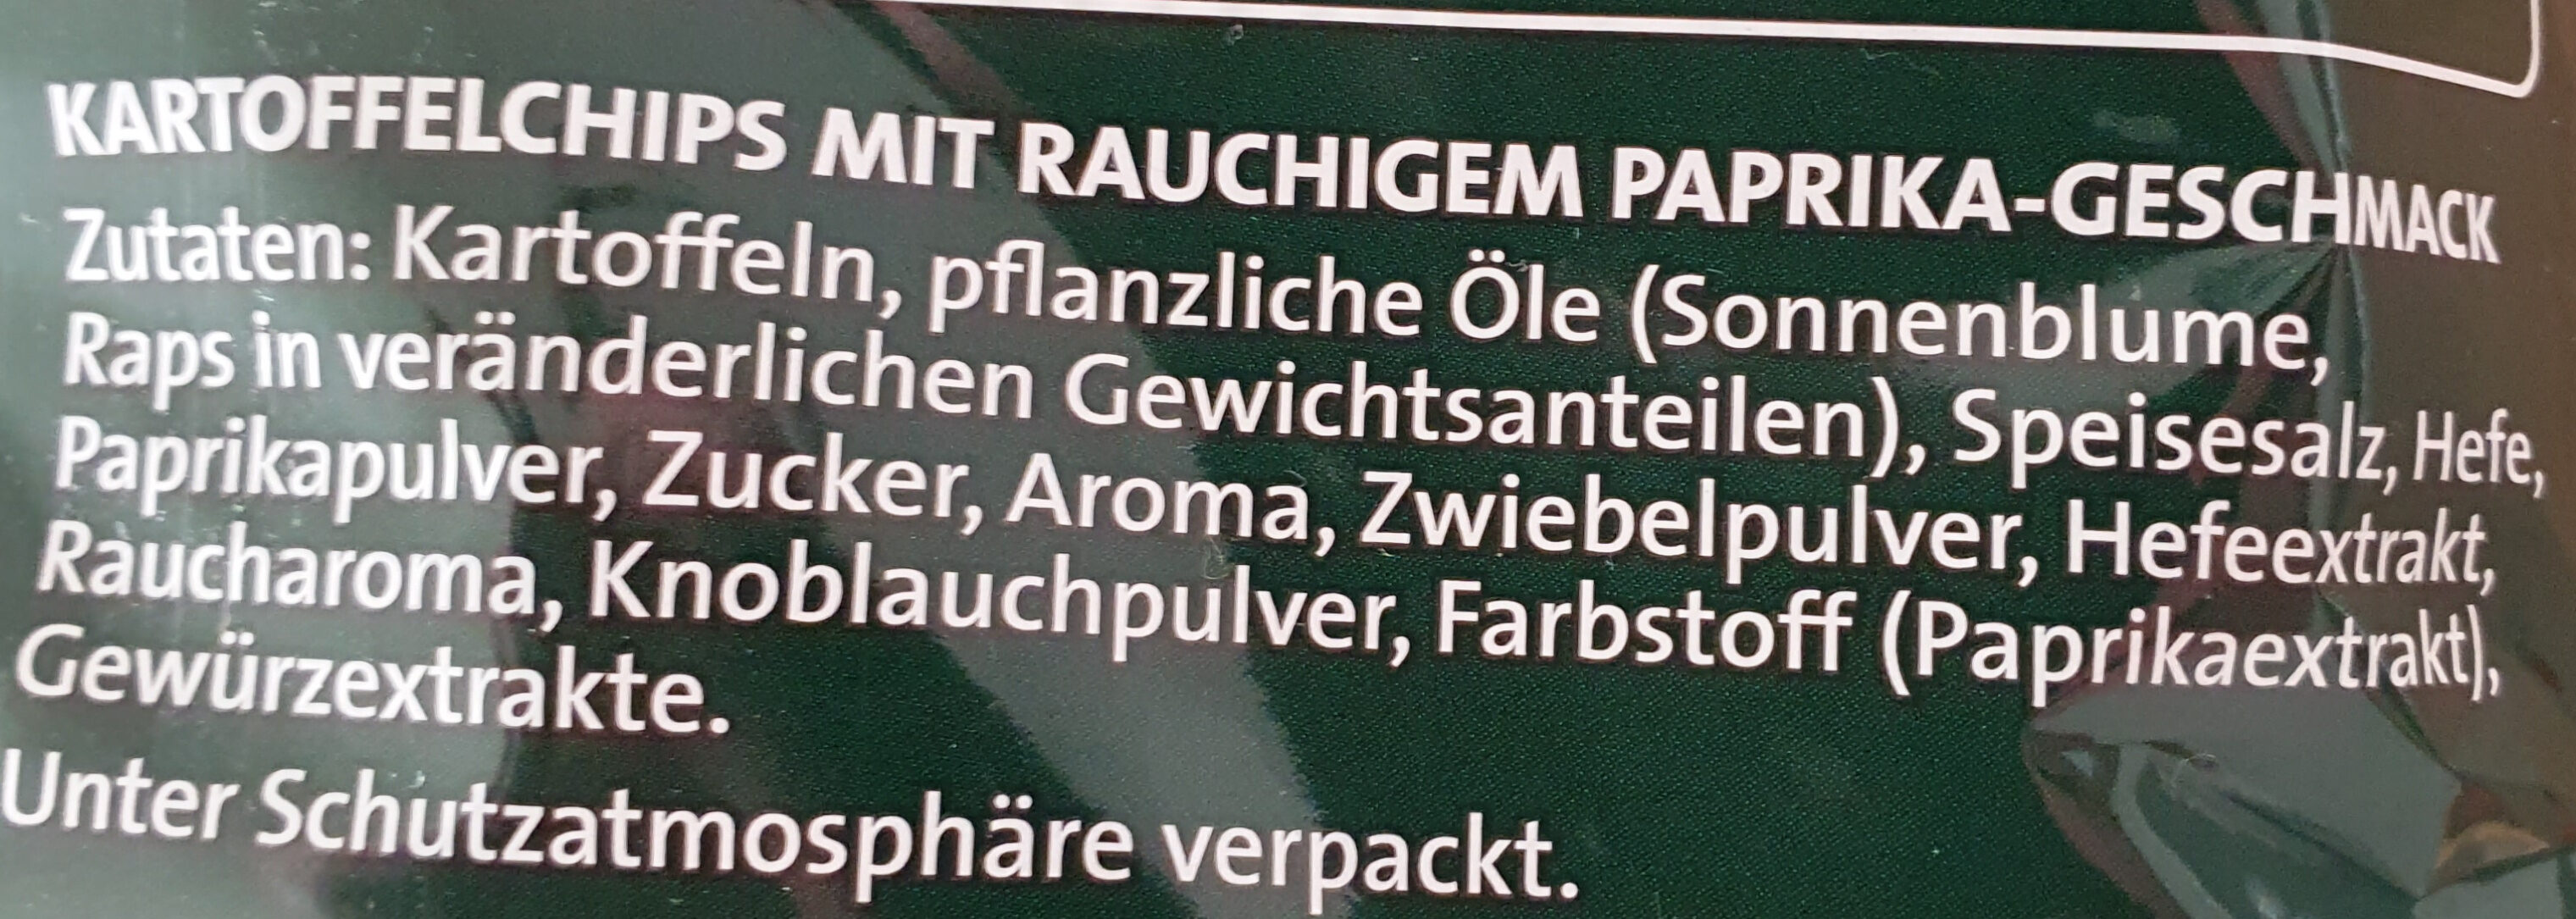 KARTOFFELCHIPS MIT RAUCHIGEM PAPRIKA-GESCHMACK
Zutaten: Kartoffeln, pflanzliche Öle (Sonnenblume,
Raps in veränderlichen Gewichtsanteilen), Speisesalz, Hefe,
Paprikapulver, Zucker, Aroma, Zwiebelpulver, Hefeextrakt,
Raucharoma, Knoblauchpulver, Farbstoff (Paprikaextrakt),
Gewürzextrakte.
Unter Schutzatmosphäre verpackt.